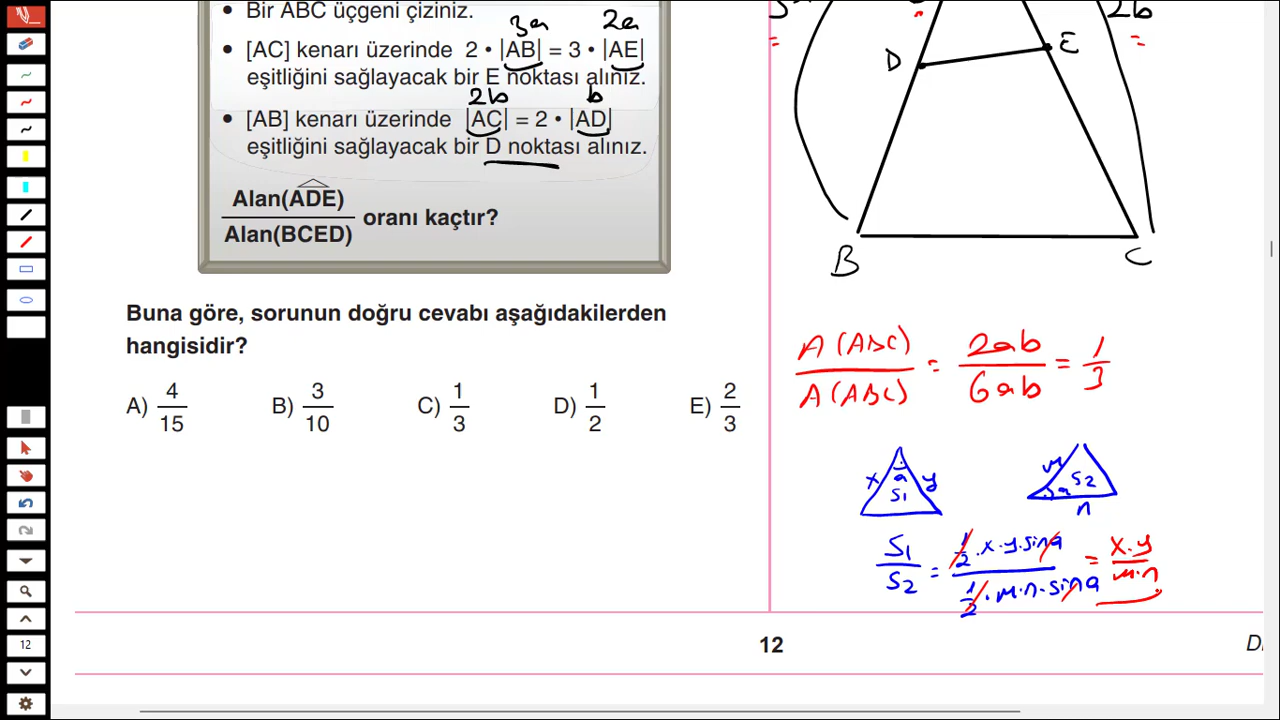 • Bir ABC üçgeni çiziniz.
3a 2a
• [AC] kenarı üzerinde 2 • |AB| = 3 • |AE|
eşitliğini sağlayacak bir E noktası alınız.
2b b
• [AB] kenarı üzerinde |AC| = 2 • |AD|
eşitliğini sağlayacak bir D noktası alınız.
Alan(ADE)
Alan(BCED)
oranı kaçtır?
Buna göre, sorunun doğru cevabı aşağıdakilerden
hangisidir?
A) 4/15 B) 3/10 C) 1/3 D) 1/2 E) 2/3
2b
= =
D E
B C
A(ABC) / A(ABC) = 2ab / 6ab = 1/3
x a y S1
m a S2 n
S1 / S2 = 1/2 • x • y • sina / 1/2 • m • n • sina = x • y / m • n
12
12